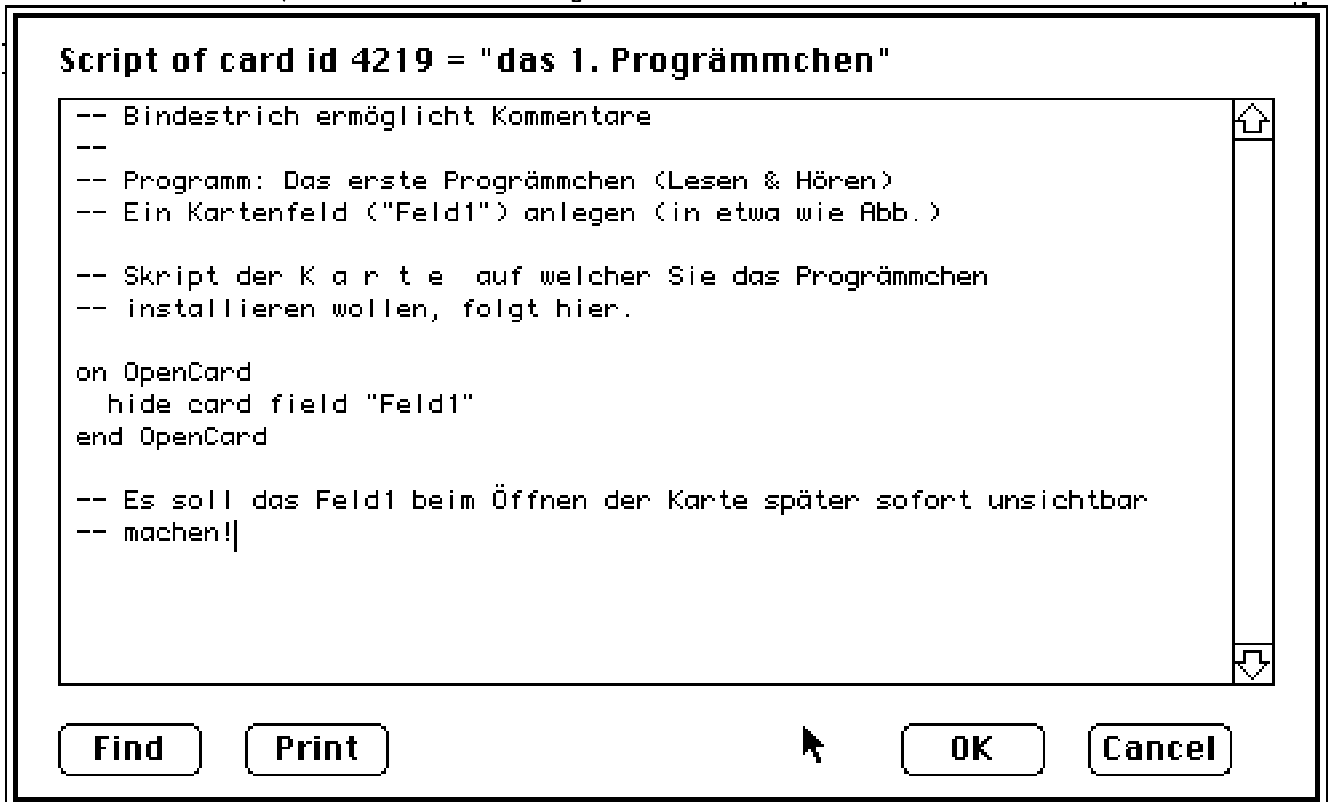 Script of card id 4219 = "das 1. Progrämmchen"
-- Bindestrich ermöglicht Kommentare
--
-- Programm: Das erste Progrämmchen (Lesen & Hören)
-- Ein Kartenfeld ("Feld1") anlegen (in etwa wie Abb.)
-- Skript der K a r t e  auf welcher Sie das Progrämmchen
-- installieren wollen, folgt hier.
on OpenCard
  hide card field "Feld1"
end OpenCard
-- Es soll das Feld1 beim Öffnen der Karte später sofort unsichtbar
-- machen!
Find
Print
OK
Cancel